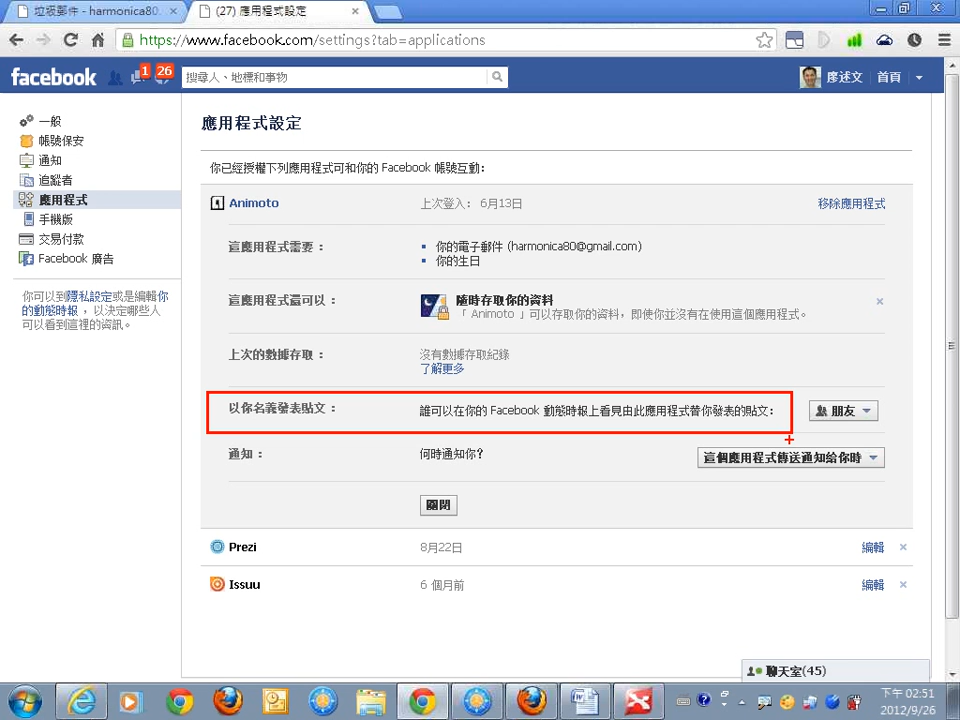 垃圾郵件 - harmonica80.
(27) 應用程式設定
https://www.facebook.com/settings?tab=applications
facebook
1
26
搜尋人、地標和事物
廖述文
首頁
一般
帳號保安
通知
追蹤者
應用程式
手機版
交易付款
Facebook 廣告
你可以到隱私設定或是編輯你
的動態時報，以決定哪些人
可以看到這裡的資訊。
應用程式設定
你已經授權下列應用程式可和你的 Facebook 帳號互動:
Animoto
上次登入： 6月13日
移除應用程式
這應用程式需要：
你的電子郵件 (harmonica80@gmail.com)
你的生日
這應用程式還可以：
隨時存取你的資料
「 Animoto 」可以存取你的資料，即使你並沒有在使用這個應用程式。
上次的數據存取：
沒有數據存取紀錄
了解更多
以你名義發表貼文：
誰可以在你的 Facebook 動態時報上看見由此應用程式替你發表的貼文:
朋友
通知：
何時通知你?
這個應用程式傳送通知給你時
關閉
Prezi
8月22日
編輯
Issuu
6 個月前
編輯
聊天室(45)
下午 02:51
2012/9/26